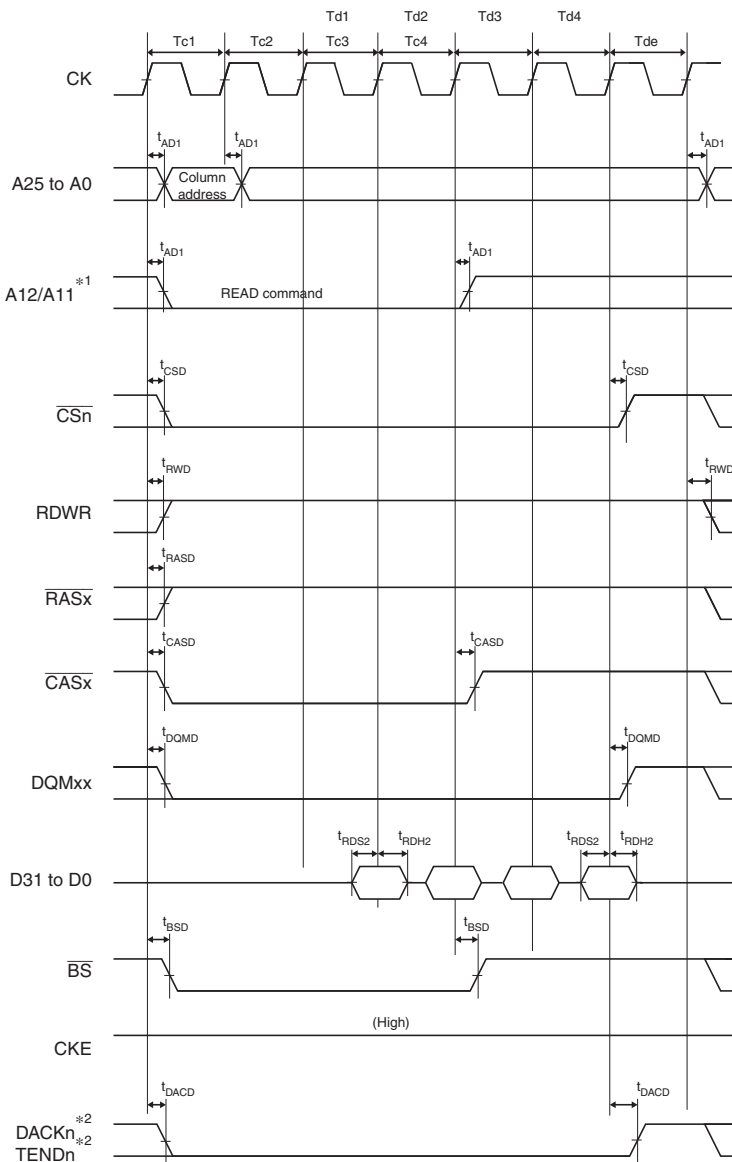 Td1 Td2 Td3 Td4
Tc1 Tc2 Tc3 Tc4 Tde
CK
tAD1 tAD1 tAD1
A25 to A0 Column address
tAD1 tAD1
A12/A11*1 READ command
tCSD tCSD
CSn
tRWD tRWD
RDWR
tRASD
RASx
tCASD tCASD
CASx
tDQMD tDQMD
DQMxx
tRDS2 tRDH2 tRDS2 tRDH2
D31 to D0
tBSD tBSD
BS
(High)
CKE
tDACD tDACD
DACKn*2
TENDn*2